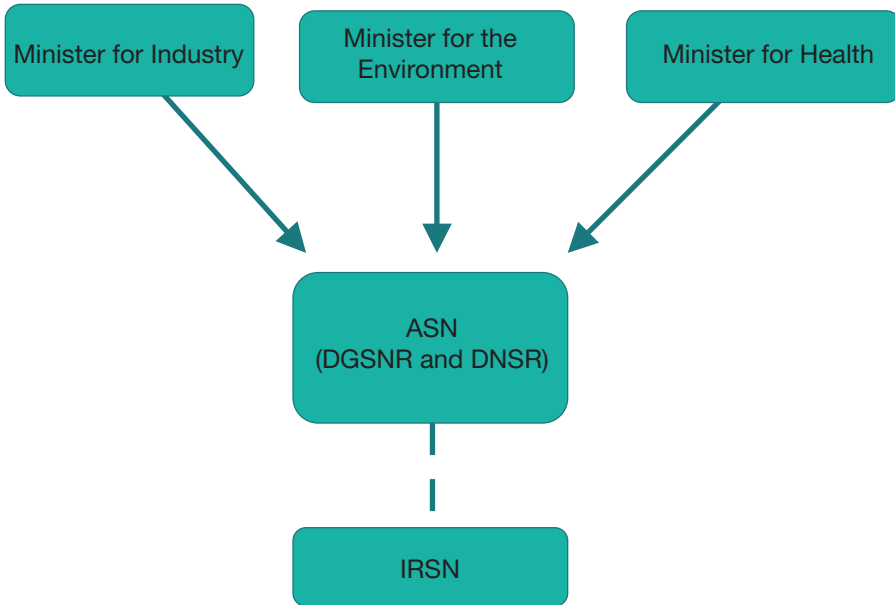 Minister for Industry
Minister for the
Environment
Minister for Health
ASN
(DGSNR and DNSR)
IRSN